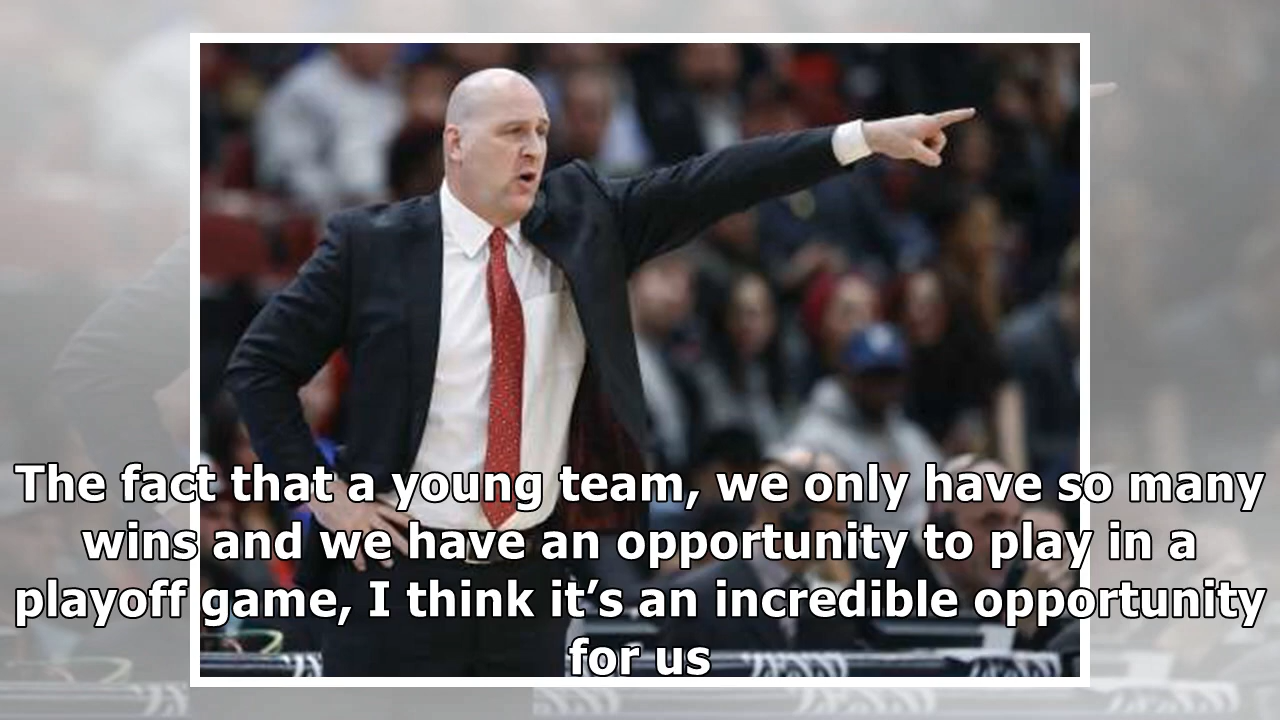 The fact that a young team, we only have so many
wins and we have an opportunity to play in a
playoff game, I think it’s an incredible opportunity
for us